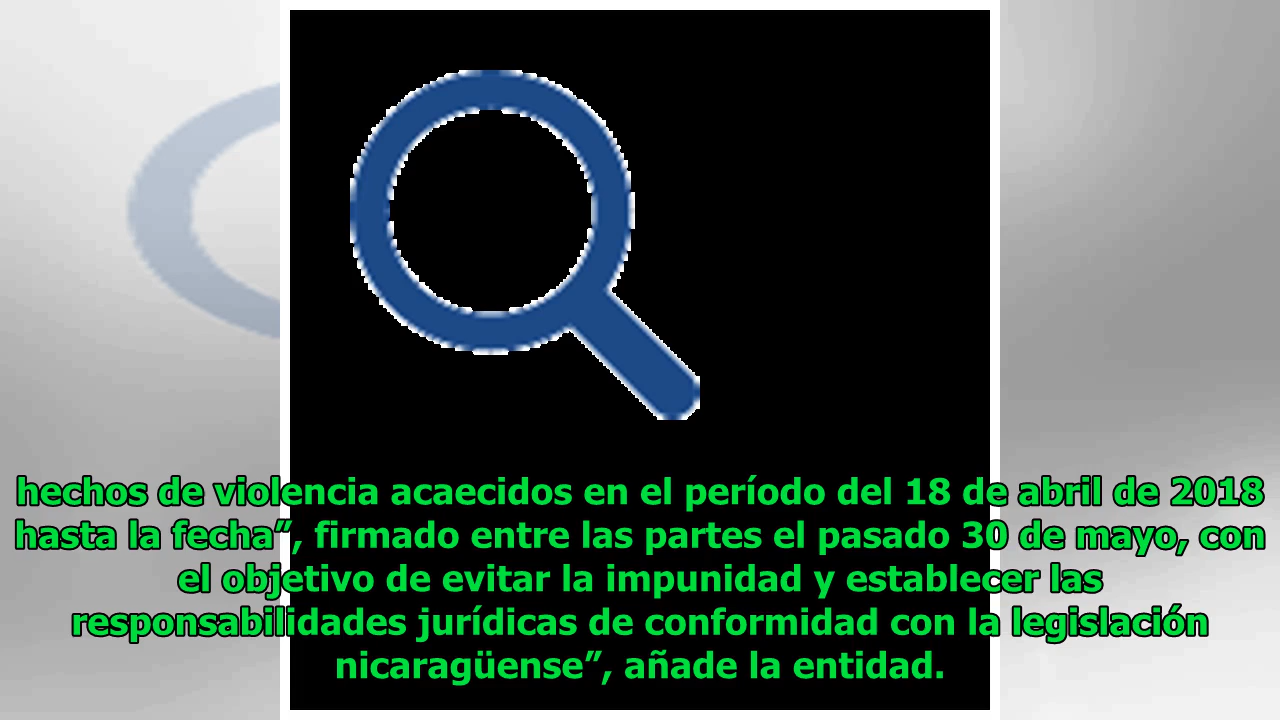 hechos de violencia acaecidos en el período del 18 de abril de 2018
hasta la fecha”, firmado entre las partes el pasado 30 de mayo, con
el objetivo de evitar la impunidad y establecer las
responsabilidades jurídicas de conformidad con la legislación
nicaragüense”, añade la entidad.